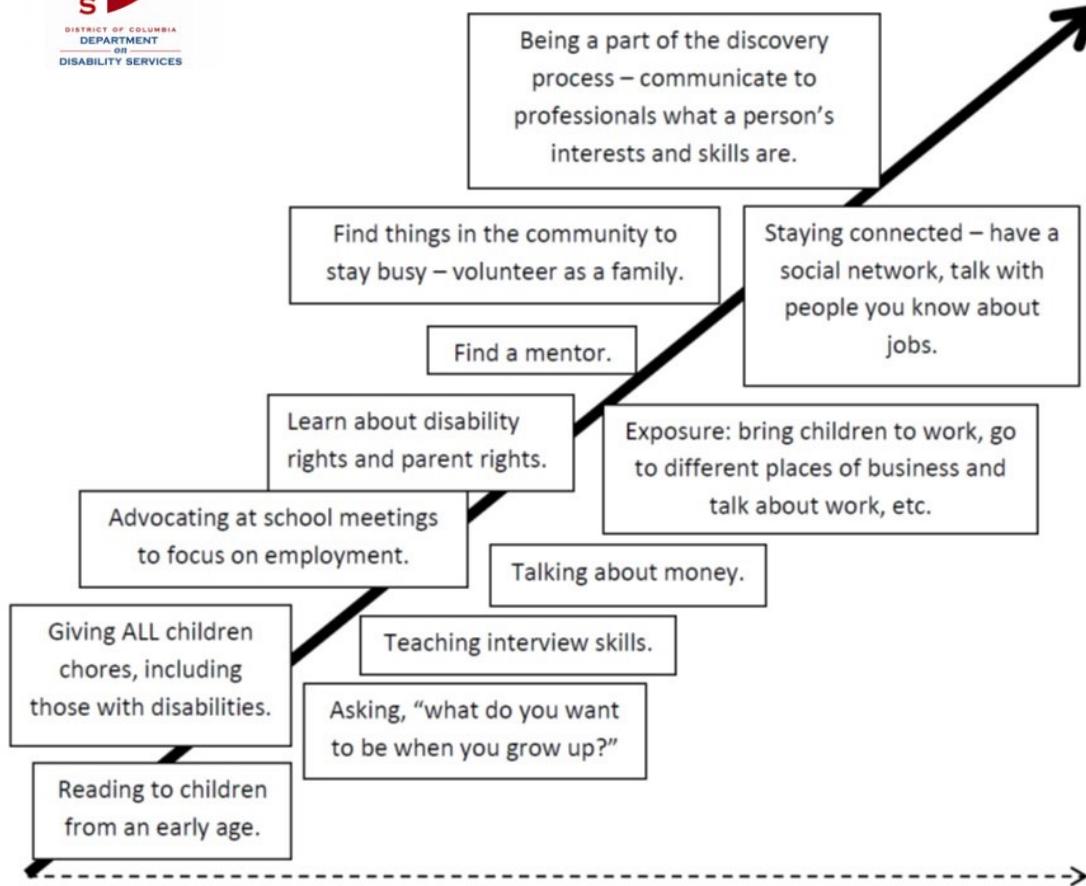 S
DISTRICT OF COLUMBIA
DEPARTMENT
on
DISABILITY SERVICES
Being a part of the discovery
process – communicate to
professionals what a person’s
interests and skills are.
Find things in the community to
stay busy – volunteer as a family.
Staying connected – have a
social network, talk with
people you know about
jobs.
Find a mentor.
Learn about disability
rights and parent rights.
Exposure: bring children to work, go
to different places of business and
talk about work, etc.
Advocating at school meetings
to focus on employment.
Talking about money.
Giving ALL children
chores, including
those with disabilities.
Teaching interview skills.
Asking, “what do you want
to be when you grow up?”
Reading to children
from an early age.